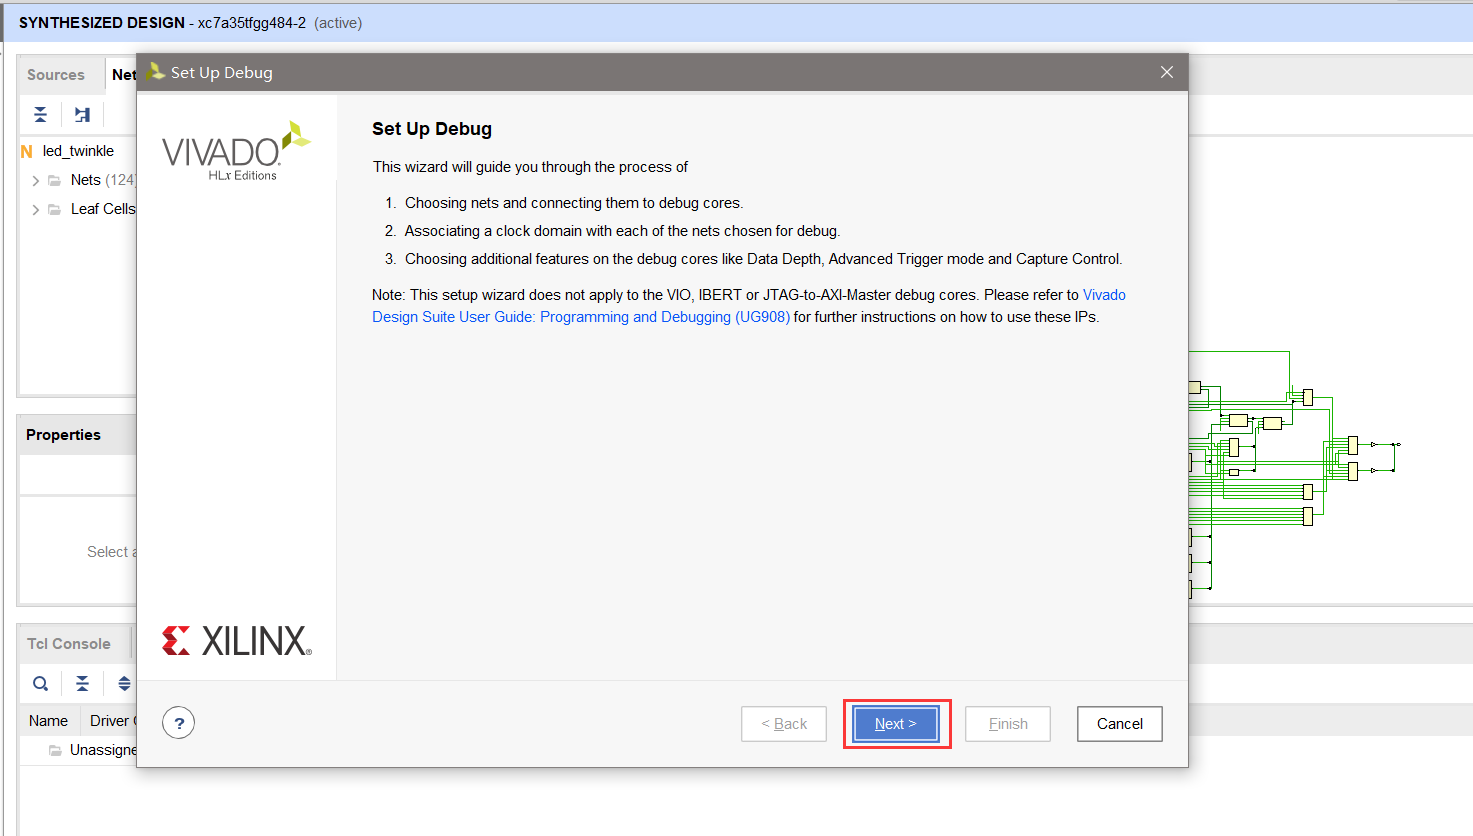 SYNTHESIZED DESIGN - xc7a35tfgg484-2 (active)
Sources
Net
Set Up Debug
N led_twinkle
Nets (124)
Leaf Cells
Properties
Select a
Tcl Console
Name
Driver C
Unassigne
VIVADO.
HLx Editions
XILINX®
Set Up Debug
This wizard will guide you through the process of
1. Choosing nets and connecting them to debug cores.
2. Associating a clock domain with each of the nets chosen for debug.
3. Choosing additional features on the debug cores like Data Depth, Advanced Trigger mode and Capture Control.
Note: This setup wizard does not apply to the VIO, IBERT or JTAG-to-AXI-Master debug cores. Please refer to Vivado
Design Suite User Guide: Programming and Debugging (UG908) for further instructions on how to use these IPs.
?
< Back
Next >
Finish
Cancel